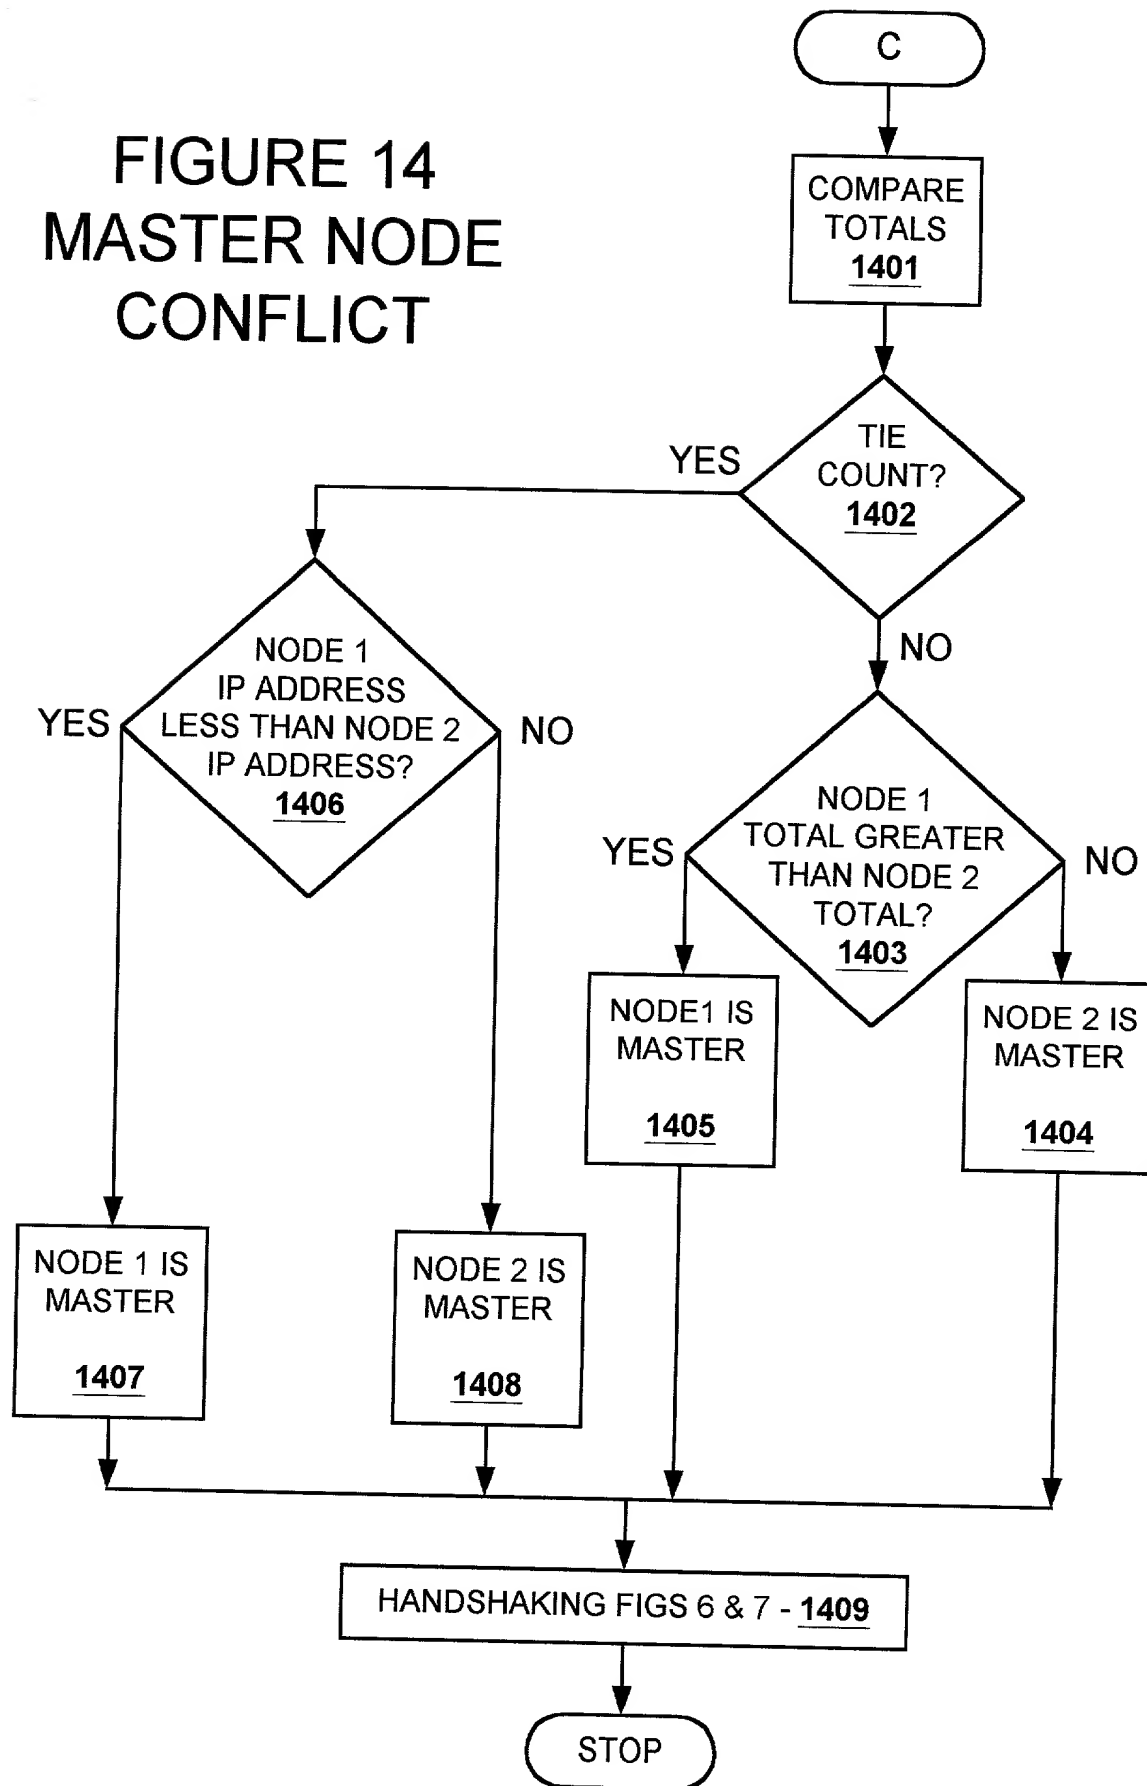 C
FIGURE 14
MASTER NODE
CONFLICT
COMPARE
TOTALS
1401
TIE
COUNT?
1402
YES
NO
NODE 1
IP ADDRESS
LESS THAN NODE 2
IP ADDRESS?
1406
YES
NO
NODE 1
TOTAL GREATER
THAN NODE 2
TOTAL?
1403
YES
NO
NODE1 IS
MASTER
1405
NODE 2 IS
MASTER
1404
NODE 1 IS
MASTER
1407
NODE 2 IS
MASTER
1408
HANDSHAKING FIGS 6 & 7 - 1409
STOP